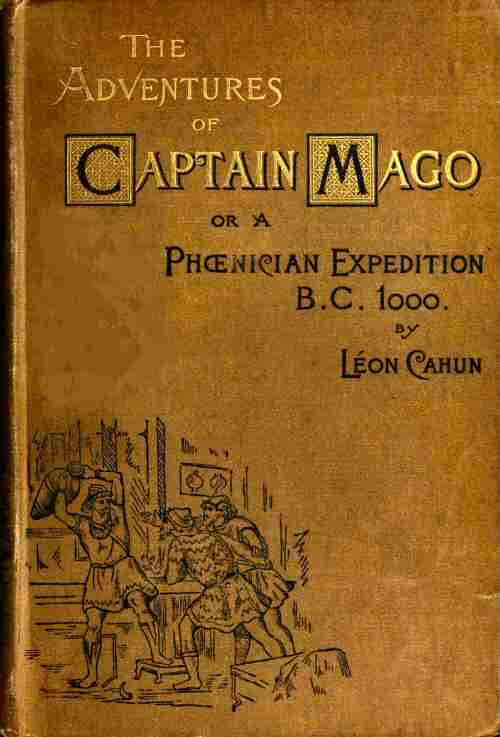 THE
ADVENTURES
OF
CAPTAIN MAGO
OR A
PHŒNICIAN EXPEDITION
B.C. 1000.
By
LÉON CAHUN